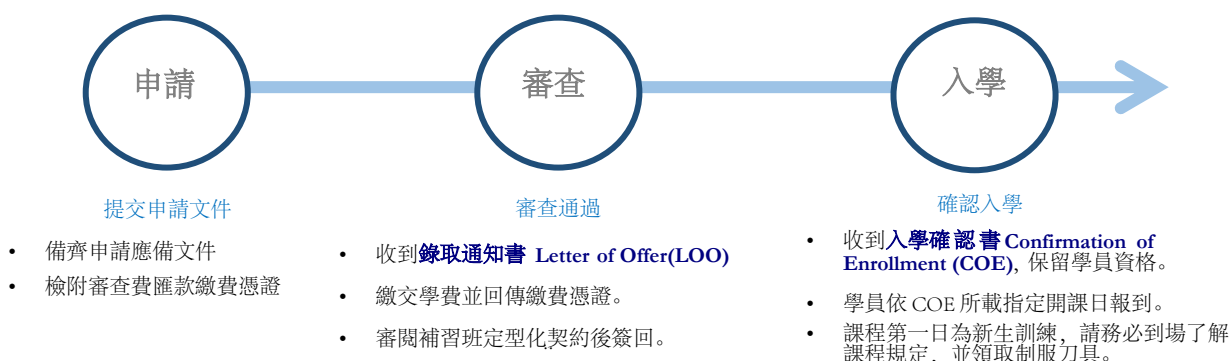 申請
審查
入學
提交申請文件
• 備齊申請應備文件
• 檢附審查費匯款繳費憑證
審查通過
• 收到錄取通知書 Letter of Offer(LOO)
• 繳交學費並回傳繳費憑證。
• 審閱補習班定型化契約後簽回。
確認入學
• 收到入學確認書 Confirmation of
Enrollment (COE), 保留學員資格。
• 學員依 COE 所載指定開課日報到。
• 課程第一日為新生訓練，請務必到場了解
課程規定，並領取制服刀具。